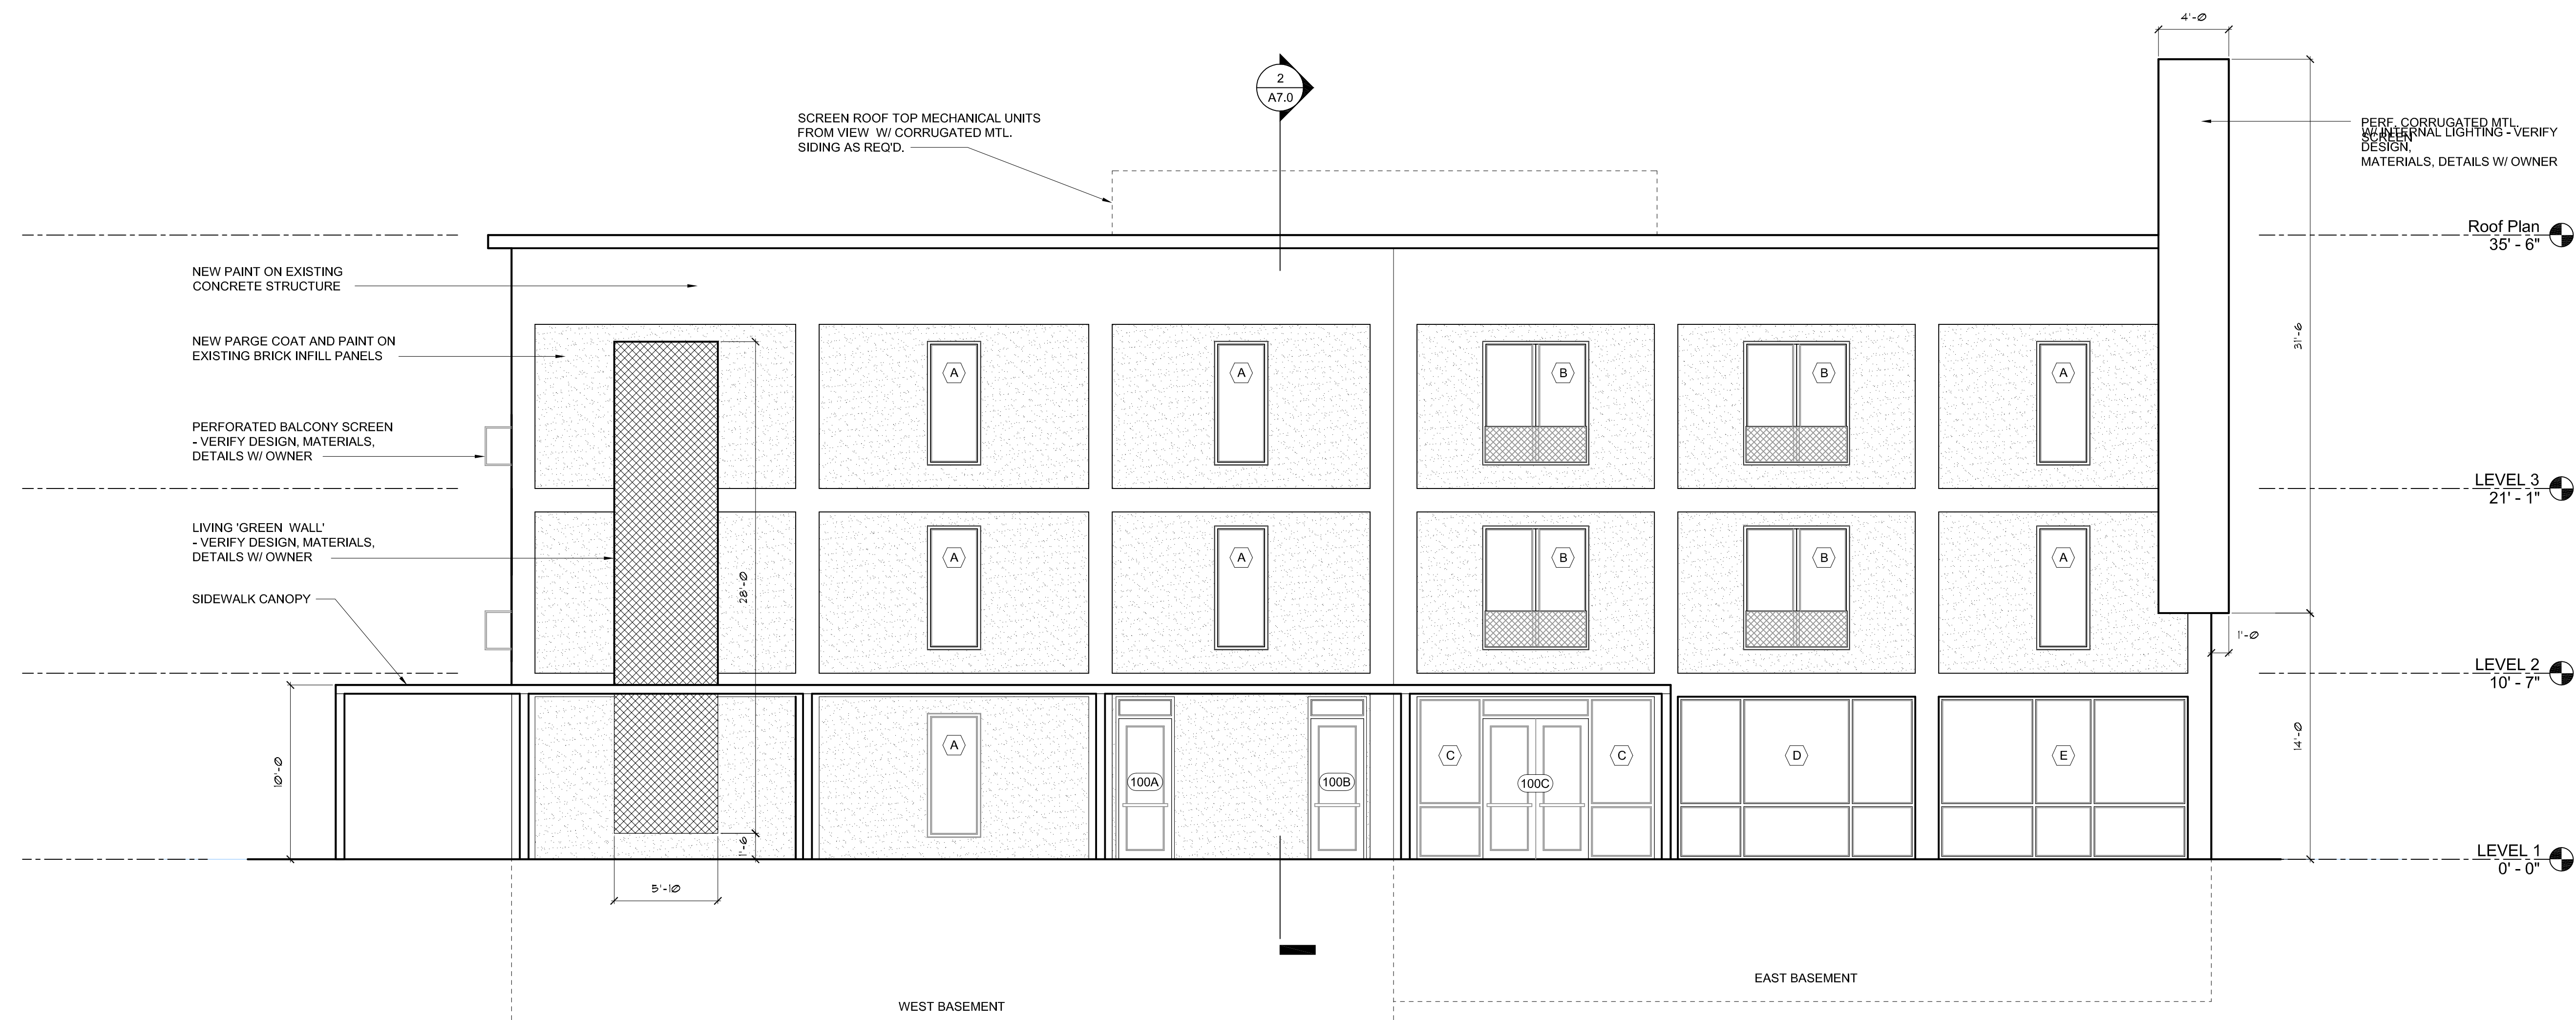 4'-0
2
A7.0
SCREEN ROOF TOP MECHANICAL UNITS
FROM VIEW W/ CORRUGATED MTL.
SIDING AS REQ'D.
PERF. CORRUGATED MTL.
SCREEN
W/ INTERNAL LIGHTING - VERIFY
DESIGN,
MATERIALS, DETAILS W/ OWNER
Roof Plan
35' - 6"
NEW PAINT ON EXISTING
CONCRETE STRUCTURE
31'-6
NEW PARGE COAT AND PAINT ON
EXISTING BRICK INFILL PANELS
A
A
B
B
A
PERFORATED BALCONY SCREEN
- VERIFY DESIGN, MATERIALS,
DETAILS W/ OWNER
LEVEL 3
21' - 1"
LIVING 'GREEN WALL'
- VERIFY DESIGN, MATERIALS,
DETAILS W/ OWNER
A
A
B
B
A
28'-0
SIDEWALK CANOPY
1'-0
LEVEL 2
10' - 7"
10'-0
A
100A
100B
C
100C
C
D
E
14'-0
1'-6
LEVEL 1
0' - 0"
5'-10
WEST BASEMENT
EAST BASEMENT